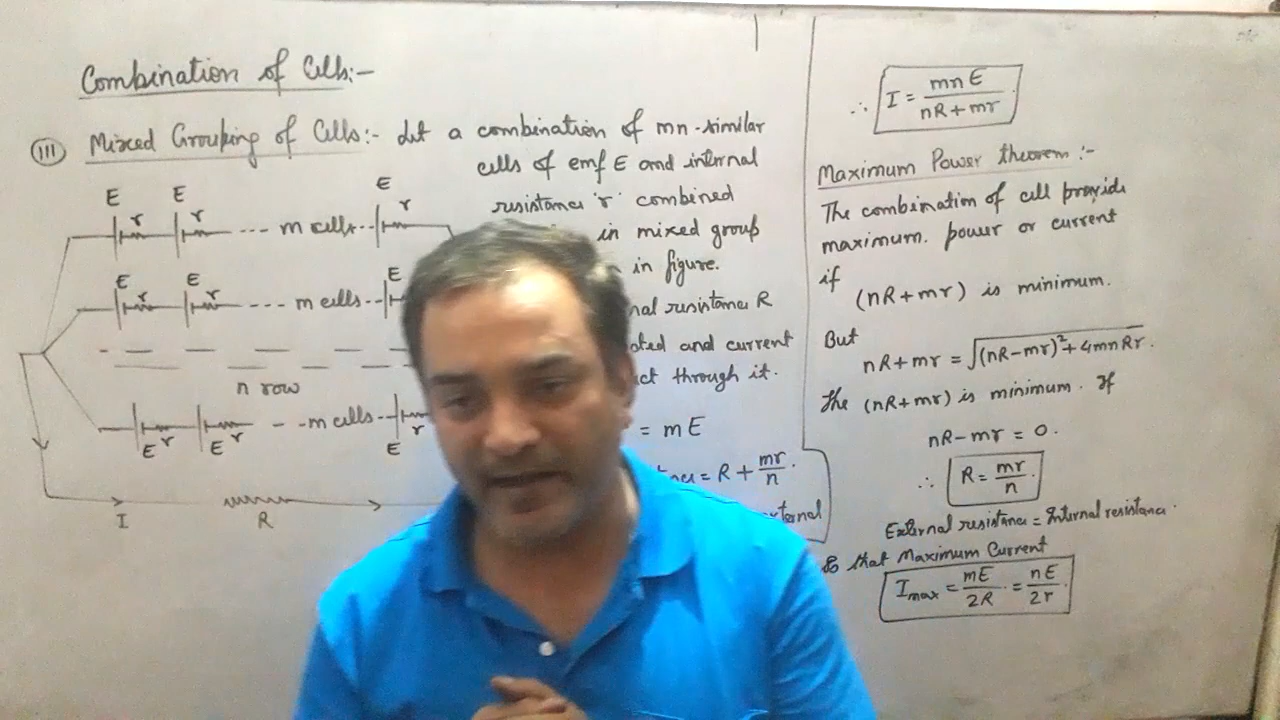 Combination of Cells:-
(III) Mixed Grouping of Cells:- Let a combination of mn-similar
cells of emf E and internal
resistance 'r' combined
in mixed group
in figure.
nal resistance R
ted and current
ct through it.
= mE
= R + mr/n
ternal
E r E r ---- m cells-- E r
E r E r ---- m cells-- E
n row
E r E r - - -m cells-- E r
I R
∴ I = mnE / nR+mr
Maximum Power theorem :-
The combination of cell provide
maximum. power or current
if
(nR+mr) is minimum.
But
nR+mr = √(nR-mr)²+4mnRr.
the (nR+mr) is minimum. If
nR-mr = 0.
∴ R = mr/n
External resistance = Internal resistance.
So that Maximum Current
Imax = mE/2R = nE/2r